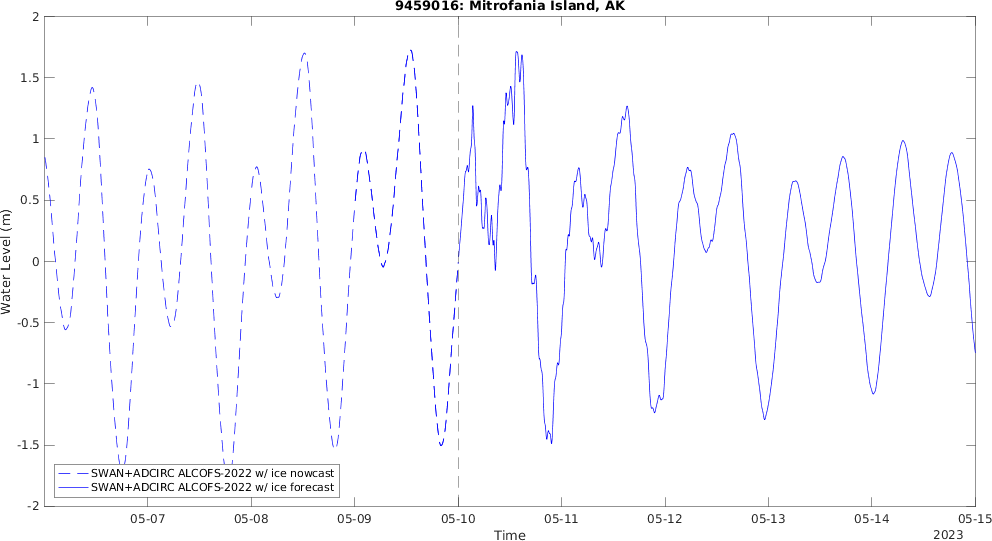 9459016: Mitrofania Island, AK
2
1.5
1
0.5
0
-0.5
-1
-1.5
-2
Water Level (m)
SWAN+ADCIRC ALCOFS-2022 w/ ice nowcast
SWAN+ADCIRC ALCOFS-2022 w/ ice forecast
05-07 05-08 05-09 05-10 05-11 05-12 05-13 05-14 05-15
Time
2023